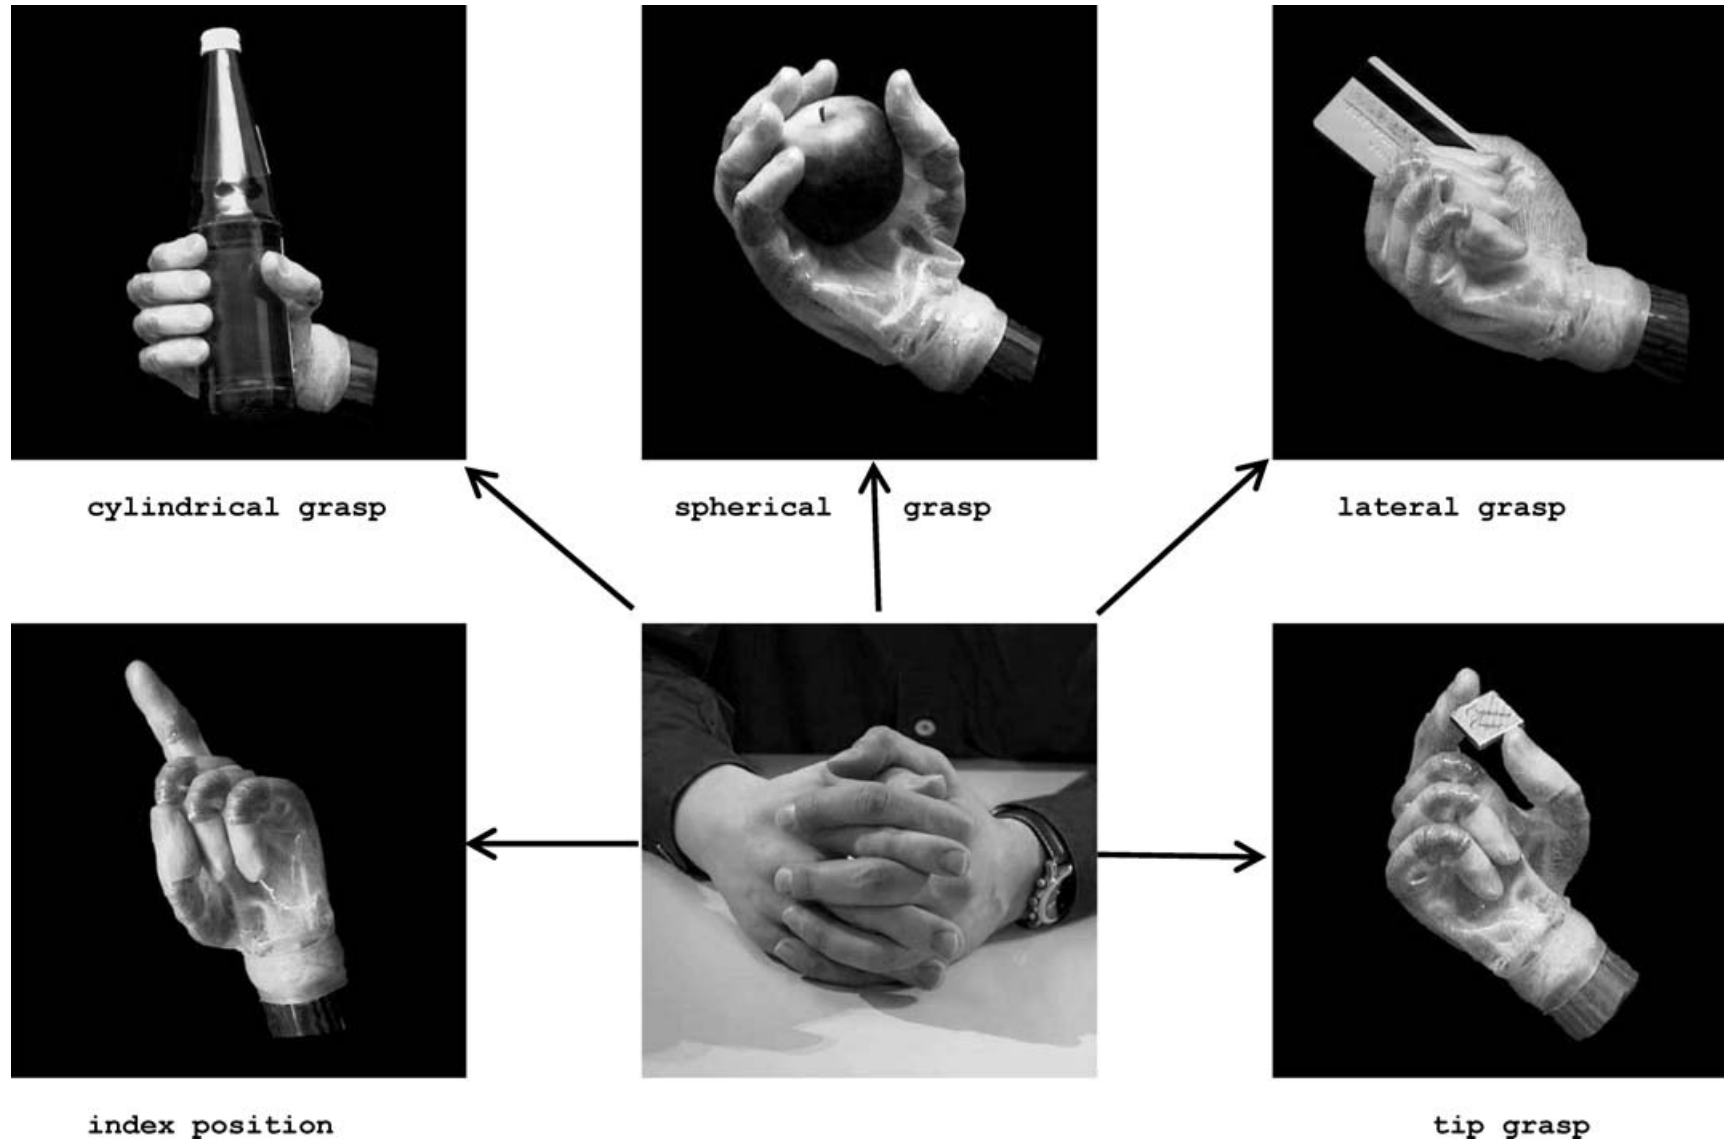 cylindrical grasp
spherical grasp
lateral grasp
index position
tip grasp